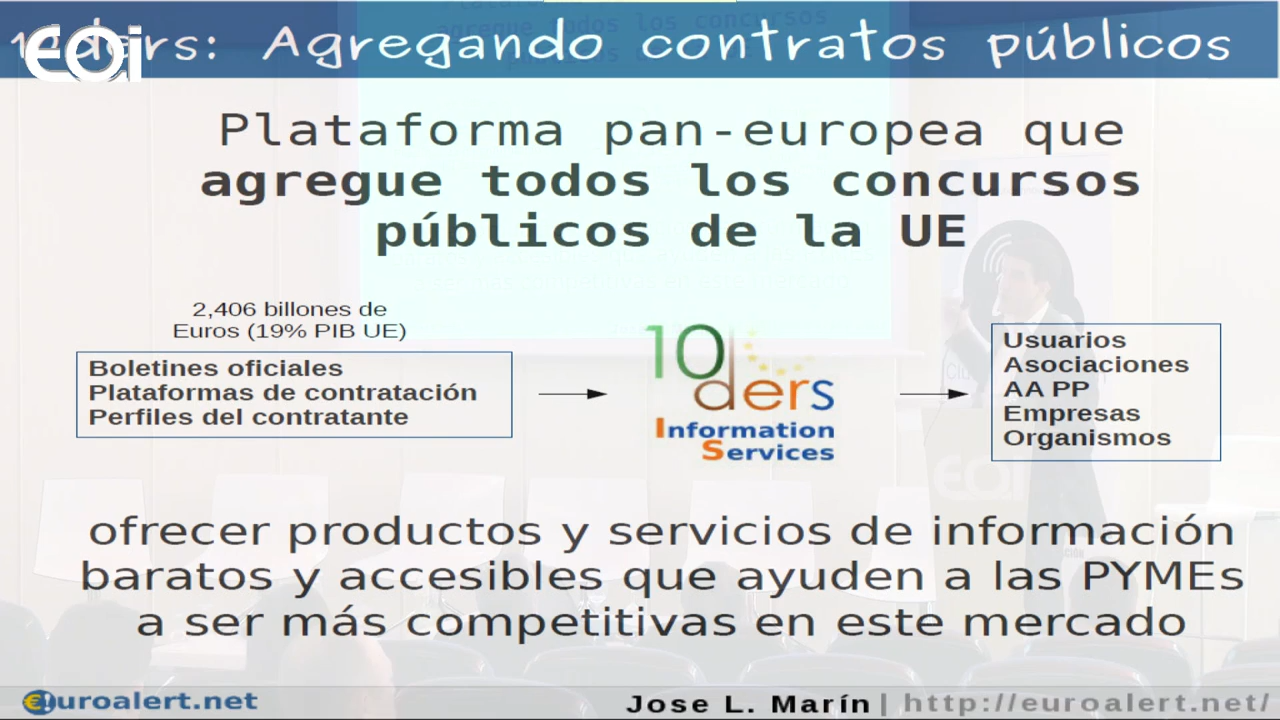 10ders: Agregando contratos públicos
EOi
Plataforma pan-europea que
agregue todos los concursos
públicos de la UE
2,406 billones de
Euros (19% PIB UE)
Boletines oficiales
Plataformas de contratación
Perfiles del contratante
10
ders
Information
Services
Usuarios
Asociaciones
AA PP
Empresas
Organismos
ofrecer productos y servicios de información
baratos y accesibles que ayuden a las PYMEs
a ser más competitivas en este mercado
euroalert.net
Jose L. Marín | http://euroalert.net/